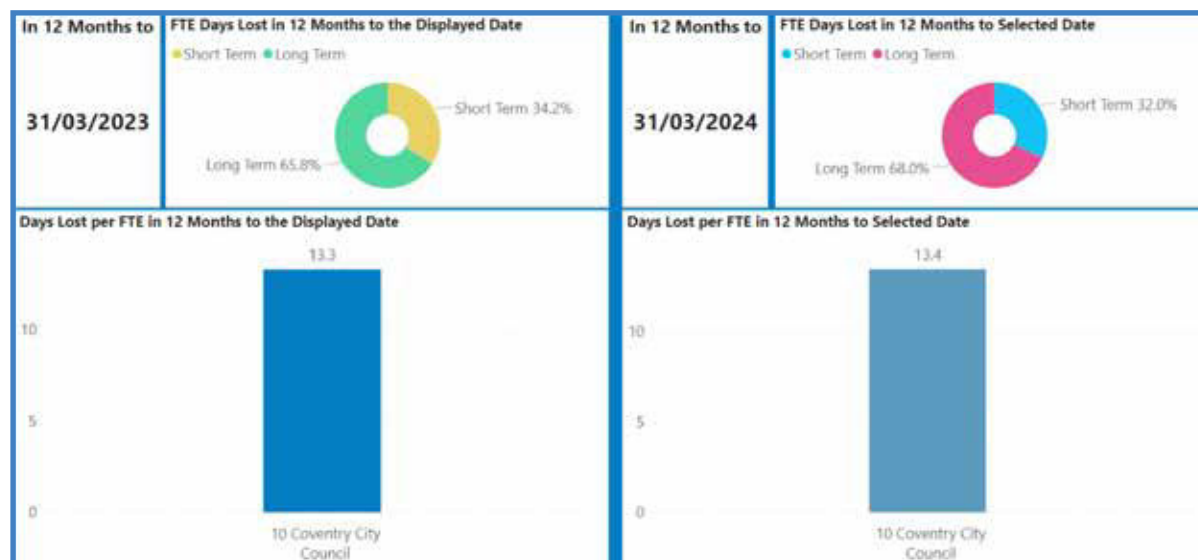 In 12 Months to
31/03/2023
FTE Days Lost in 12 Months to the Displayed Date
Short Term Long Term
Short Term 34.2%
Long Term 65.8%
In 12 Months to
31/03/2024
FTE Days Lost in 12 Months to Selected Date
Short Term Long Term
Short Term 32.0%
Long Term 68.0%
Days Lost per FTE in 12 Months to the Displayed Date
13.3
10
5
0
10 Coventry City
Council
Days Lost per FTE in 12 Months to Selected Date
13.4
10
5
0
10 Coventry City
Council